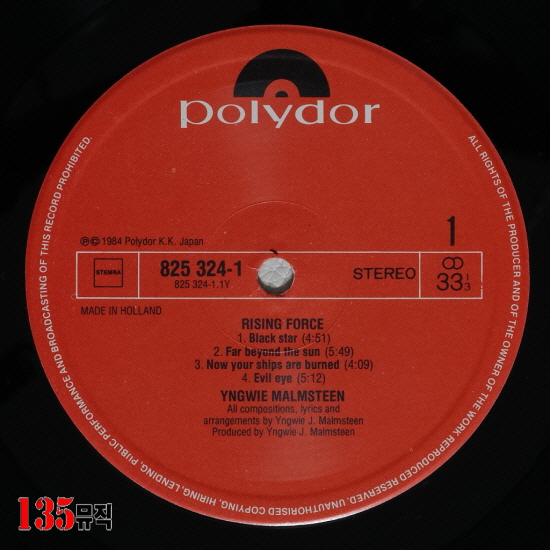 polydor
ALL RIGHTS OF THE PRODUCER AND OF THE OWNER OF THE WORK REPRODUCED RESERVED. UNAUTHORISED COPYING, HIRING, LENDING, PUBLIC PERFORMANCE AND BROADCASTING OF THIS RECORD PROHIBITED.
℗© 1984 Polydor K.K. Japan
1
STEMRA
825 324-1
825 324-1.1Y
STEREO
33 1/3
MADE IN HOLLAND
RISING FORCE
1. Black star (4:51)
2. Far beyond the sun (5:49)
3. Now your ships are burned (4:09)
4. Evil eye (5:12)
YNGWIE MALMSTEEN
All compositions, lyrics and
arrangements by Yngwie J. Malmsteen
Produced by Yngwie J. Malmsteen
135뮤직